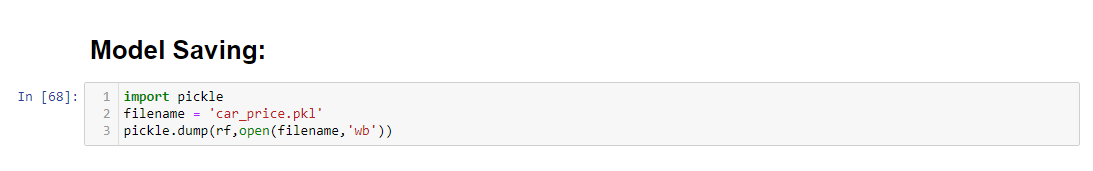 Model Saving:
In [68]:
1 import pickle
2 filename = 'car_price.pkl'
3 pickle.dump(rf,open(filename,'wb'))